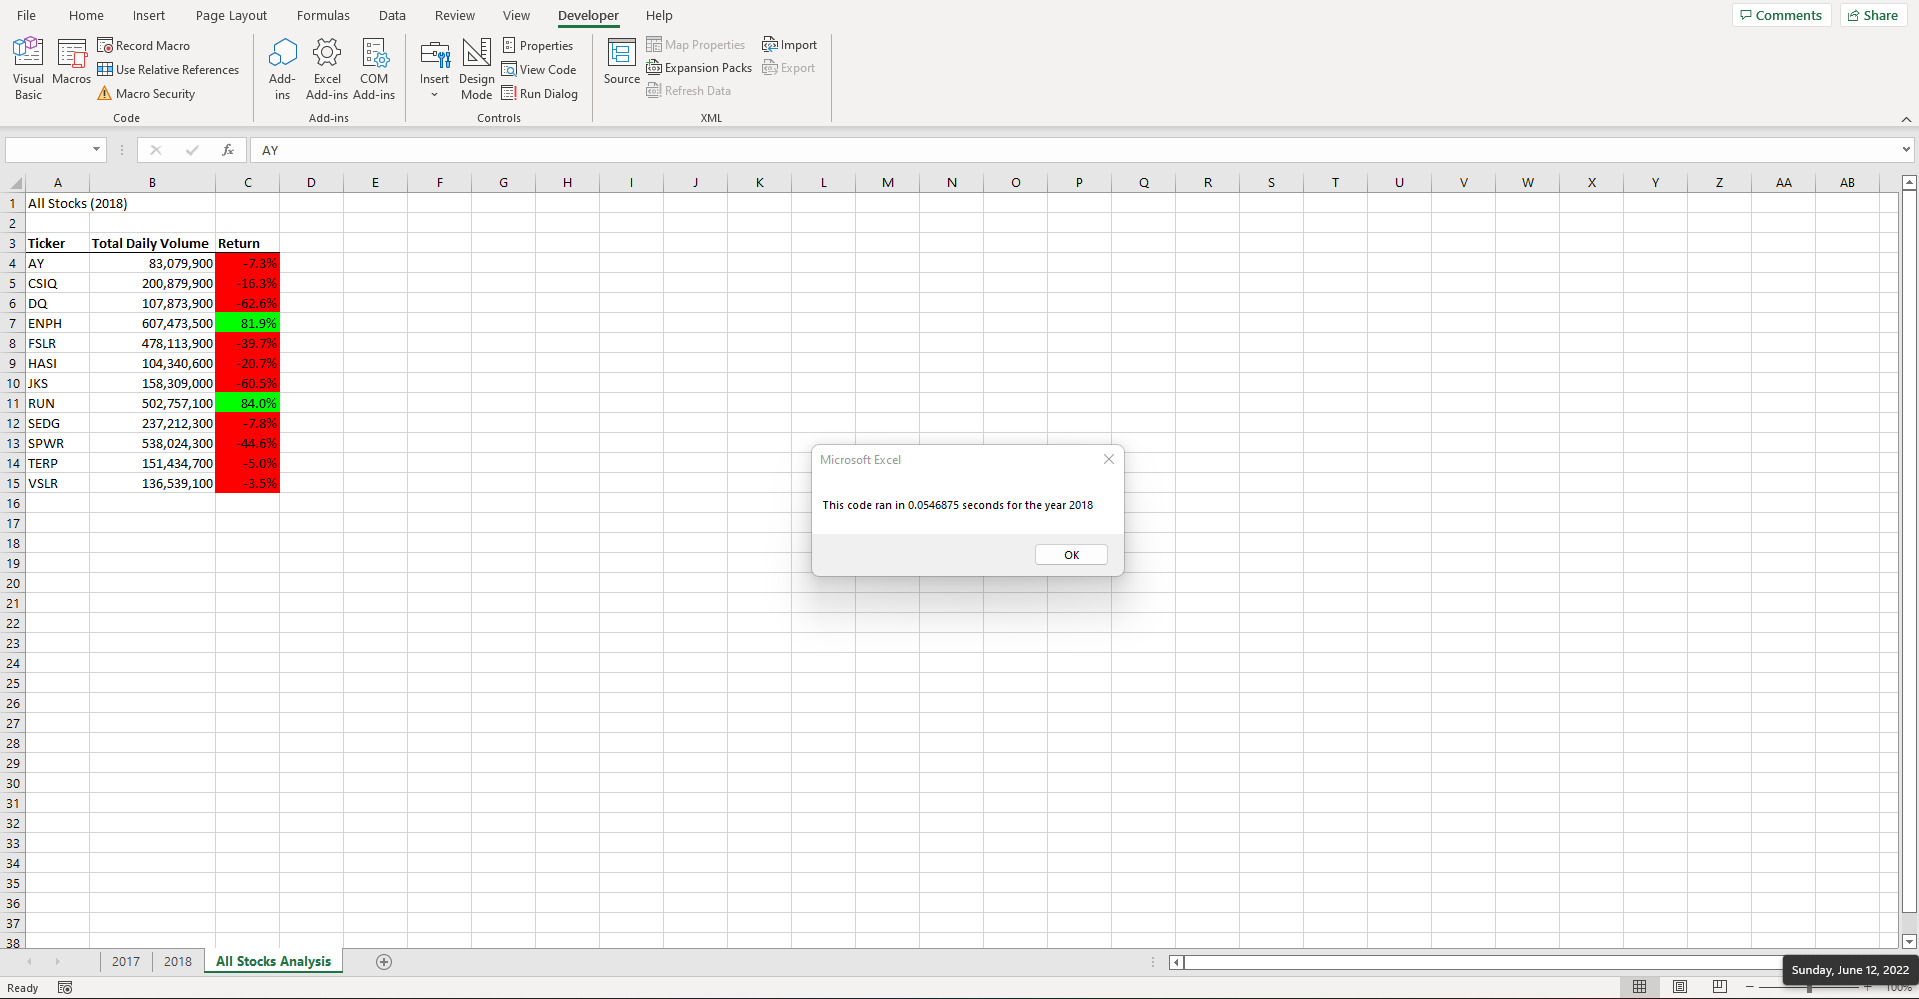 File Home Insert Page Layout Formulas Data Review View Developer Help Comments Share
Visual Basic
Macros
Record Macro
Use Relative References
Macro Security
Code
Add-ins
Excel Add-ins
COM Add-ins
Add-ins
Insert
Design Mode
Properties
View Code
Run Dialog
Controls
Source
Map Properties
Expansion Packs
Refresh Data
Import
Export
XML
fx AY
A B C D E F G H I J K L M N O P Q R S T U V W X Y Z AA AB
1 All Stocks (2018)
2
3 Ticker Total Daily Volume Return
4 AY 83,079,900 -7.3%
5 CSIQ 200,879,900 -16.3%
6 DQ 107,873,900 -62.6%
7 ENPH 607,473,500 81.9%
8 FSLR 478,113,900 -39.7%
9 HASI 104,340,600 -20.7%
10 JKS 158,309,000 -60.5%
11 RUN 502,757,100 84.0%
12 SEDG 237,212,300 -7.8%
13 SPWR 538,024,300 -44.6%
14 TERP 151,434,700 -5.0%
15 VSLR 136,539,100 -3.5%
16
17
18
19
20
21
22
23
24
25
26
27
28
29
30
31
32
33
34
35
36
37
38
Microsoft Excel
This code ran in 0.0546875 seconds for the year 2018
OK
2017 2018 All Stocks Analysis
Sunday, June 12, 2022
Ready 100%